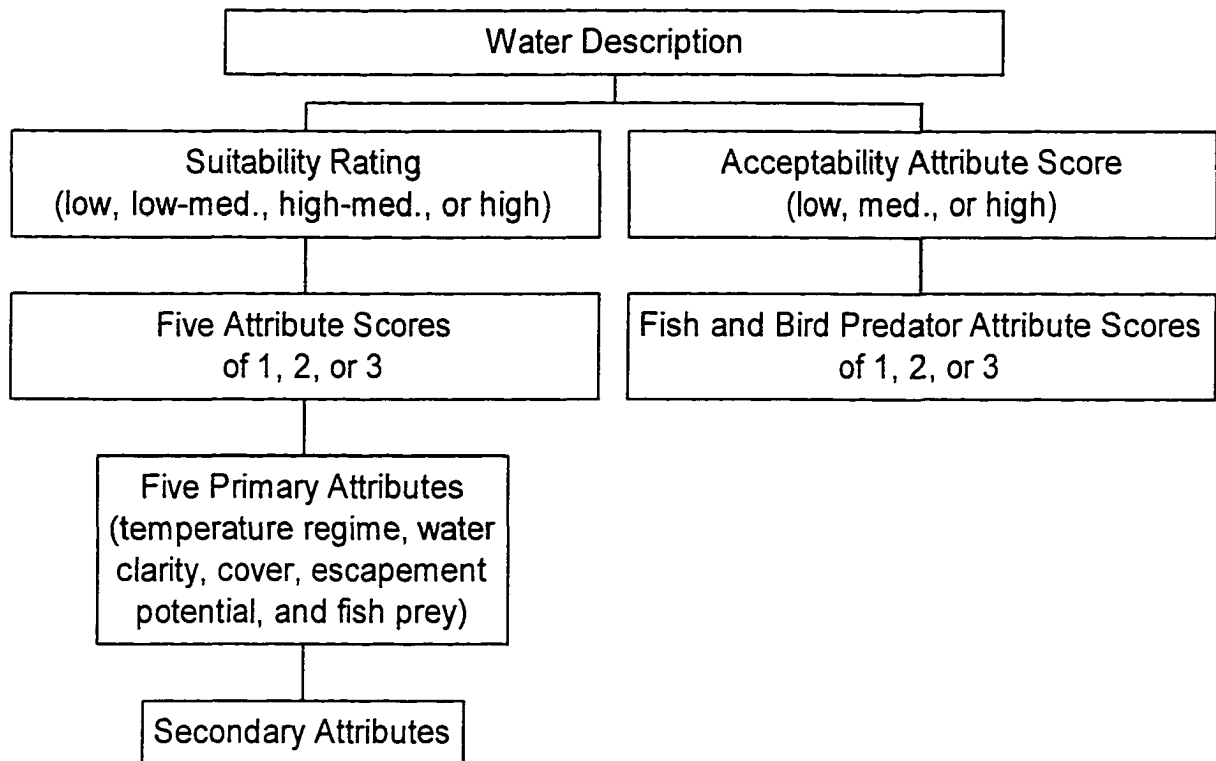 Water Description
Suitability Rating
(low, low-med., high-med., or high)
Acceptability Attribute Score
(low, med., or high)
Five Attribute Scores
of 1, 2, or 3
Fish and Bird Predator Attribute Scores
of 1, 2, or 3
Five Primary Attributes
(temperature regime, water
clarity, cover, escapement
potential, and fish prey)
Secondary Attributes